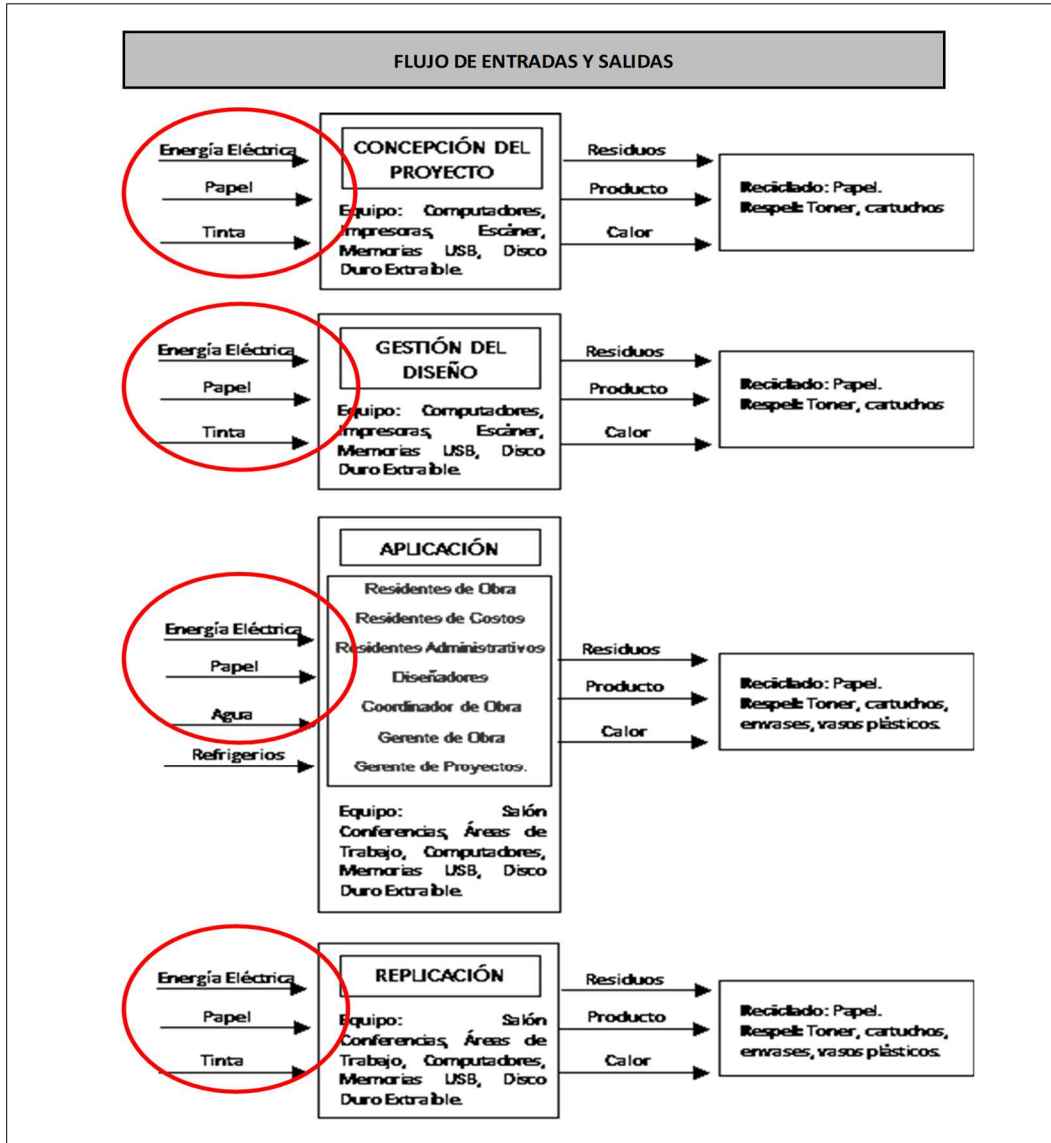 FLUJO DE ENTRADAS Y SALIDAS
Energía Eléctrica
Papel
Tinta
CONCEPCIÓN DEL
PROYECTO
Equipo: Computadores,
Impresoras, Escáner,
Memorias USB, Disco
Duro Extraíble.
Residuos
Producto
Calor
Reciclado: Papel.
Respel: Toner, cartuchos
Energía Eléctrica
Papel
Tinta
GESTIÓN DEL
DISEÑO
Equipo: Computadores,
Impresoras, Escáner,
Memorias USB, Disco
Duro Extraíble.
Residuos
Producto
Calor
Reciclado: Papel.
Respel: Toner, cartuchos
Energía Eléctrica
Papel
Agua
Refrigerios
APLICACIÓN
Residentes de Obra
Residentes de Costos
Residentes Administrativos
Diseñadores
Coordinador de Obra
Gerente de Obra
Gerente de Proyectos.
Equipo: Salón
Conferencias, Áreas de
Trabajo, Computadores,
Memorias USB, Disco
Duro Extraíble.
Residuos
Producto
Calor
Reciclado: Papel.
Respel: Toner, cartuchos,
envases, vasos plásticos.
Energía Eléctrica
Papel
Tinta
REPLICACIÓN
Equipo: Salón
Conferencias, Áreas de
Trabajo, Computadores,
Memorias USB, Disco
Duro Extraíble.
Residuos
Producto
Calor
Reciclado: Papel.
Respel: Toner, cartuchos,
envases, vasos plásticos.